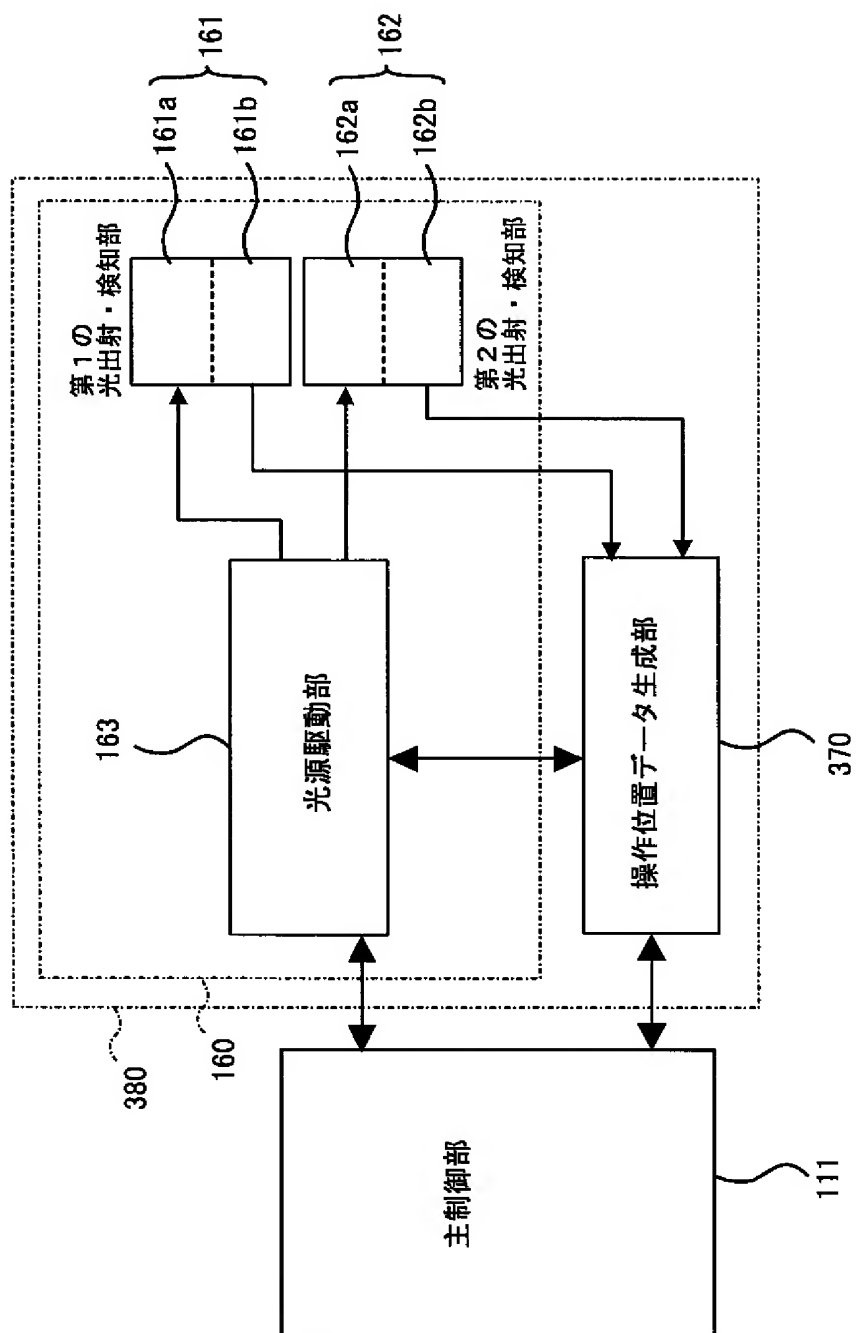 161
161a
161b
162
162a
162b
第1の
光出射・検知部
第2の
光出射・検知部
163
光源駆動部
操作位置データ生成部
370
380
160
主制御部
111